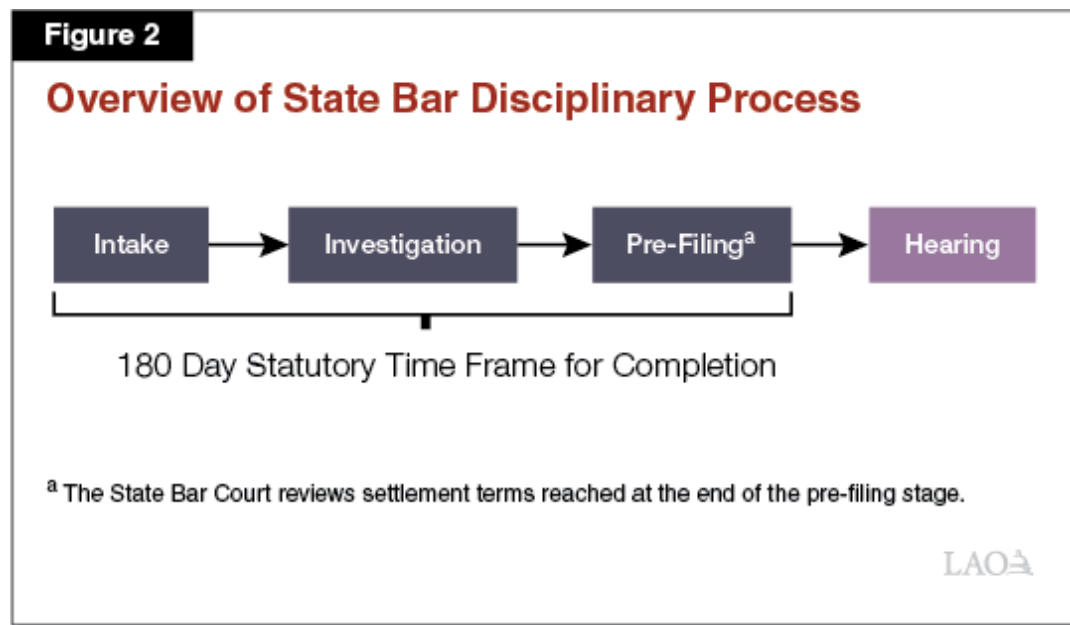 Figure 2
Overview of State Bar Disciplinary Process
Intake
Investigation
Pre-Filingᵃ
Hearing
180 Day Statutory Time Frame for Completion
ᵃ The State Bar Court reviews settlement terms reached at the end of the pre-filing stage.
LAO